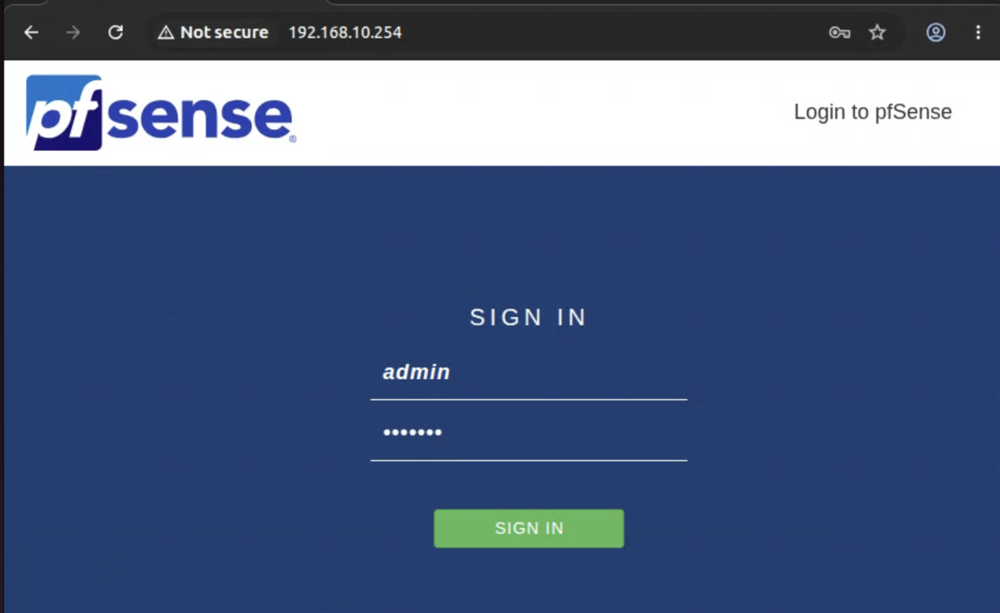 Not secure 192.168.10.254
pfsense®
Login to pfSense
SIGN IN
admin
•••••••
SIGN IN